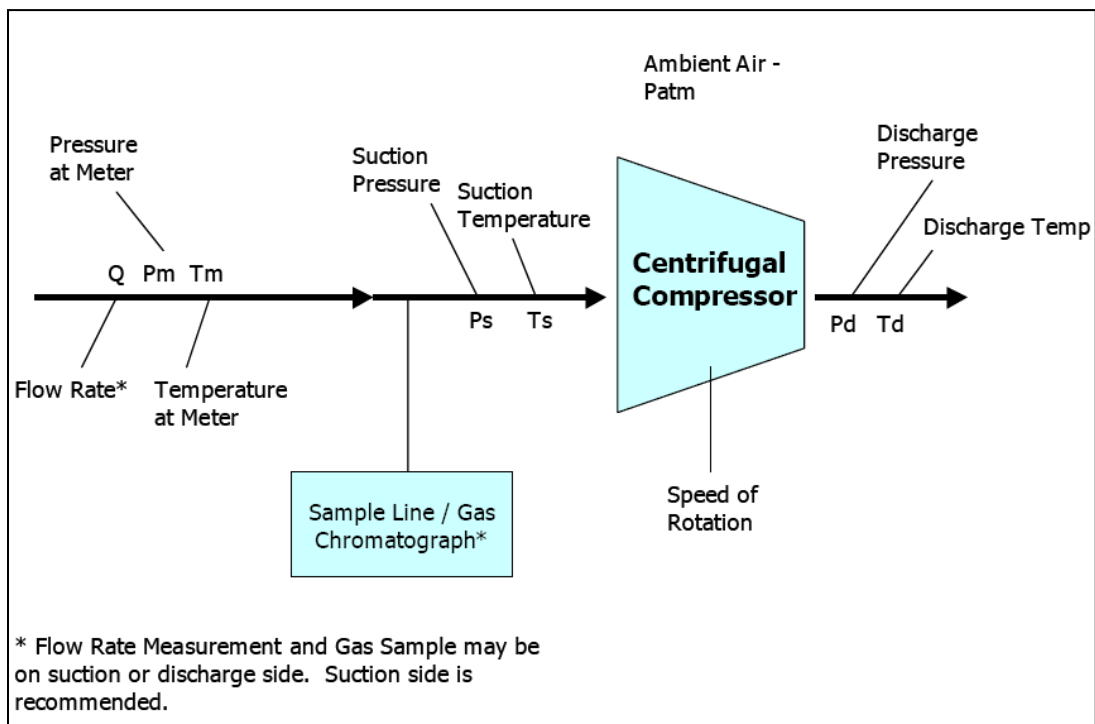 Ambient Air -
Patm
Pressure
at Meter
Suction
Pressure
Suction
Temperature
Discharge
Pressure
Discharge Temp
Q Pm Tm
Centrifugal
Compressor
Ps Ts
Pd Td
Flow Rate*
Temperature
at Meter
Sample Line / Gas
Chromatograph*
Speed of
Rotation
* Flow Rate Measurement and Gas Sample may be
on suction or discharge side. Suction side is
recommended.